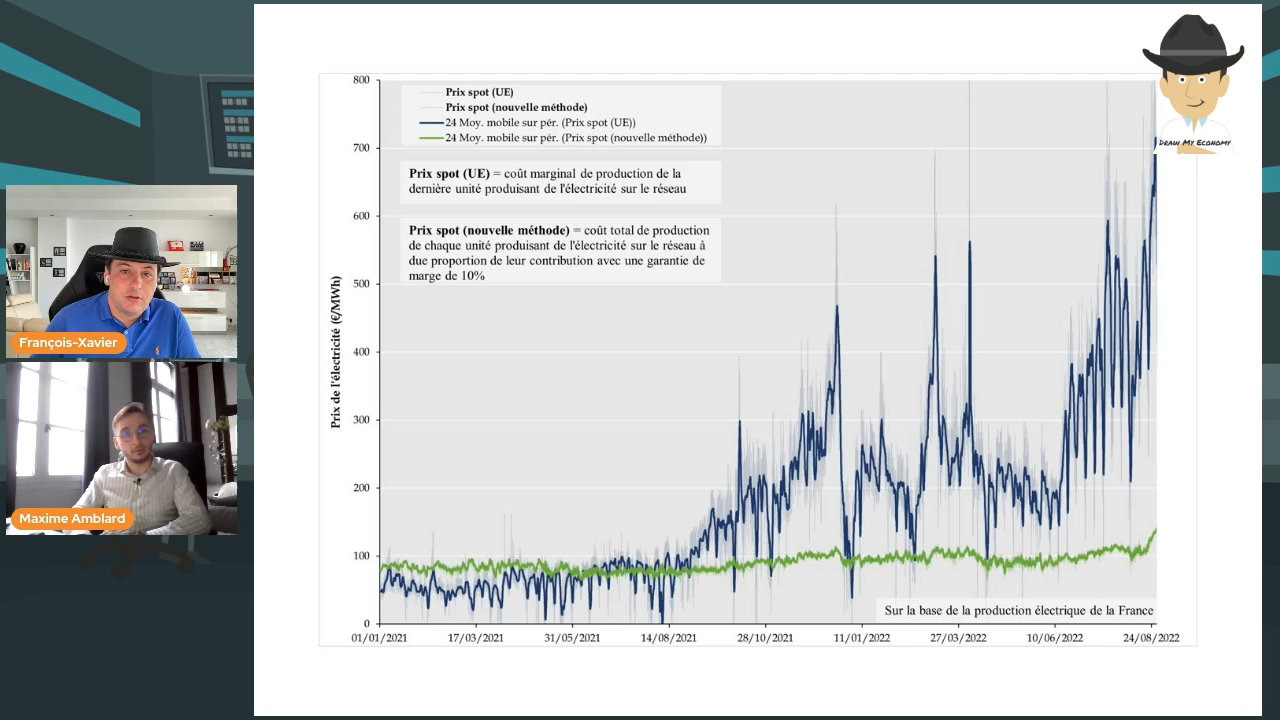 DRAW MY ECONOMY
800
700
600
500
400
300
200
100
0
Prix de l'électricité (€/MWh)
Prix spot (UE)
Prix spot (nouvelle méthode)
24 Moy. mobile sur pér. (Prix spot (UE))
24 Moy. mobile sur pér. (Prix spot (nouvelle méthode))
Prix spot (UE) = coût marginal de production de la
dernière unité produisant de l'électricité sur le réseau
Prix spot (nouvelle méthode) = coût total de production
de chaque unité produisant de l'électricité sur le réseau à
due proportion de leur contribution avec une garantie de
marge de 10%
Sur la base de la production électrique de la France
01/01/2021 17/03/2021 31/05/2021 14/08/2021 28/10/2021 11/01/2022 27/03/2022 10/06/2022 24/08/2022
François-Xavier
Maxime Amblard